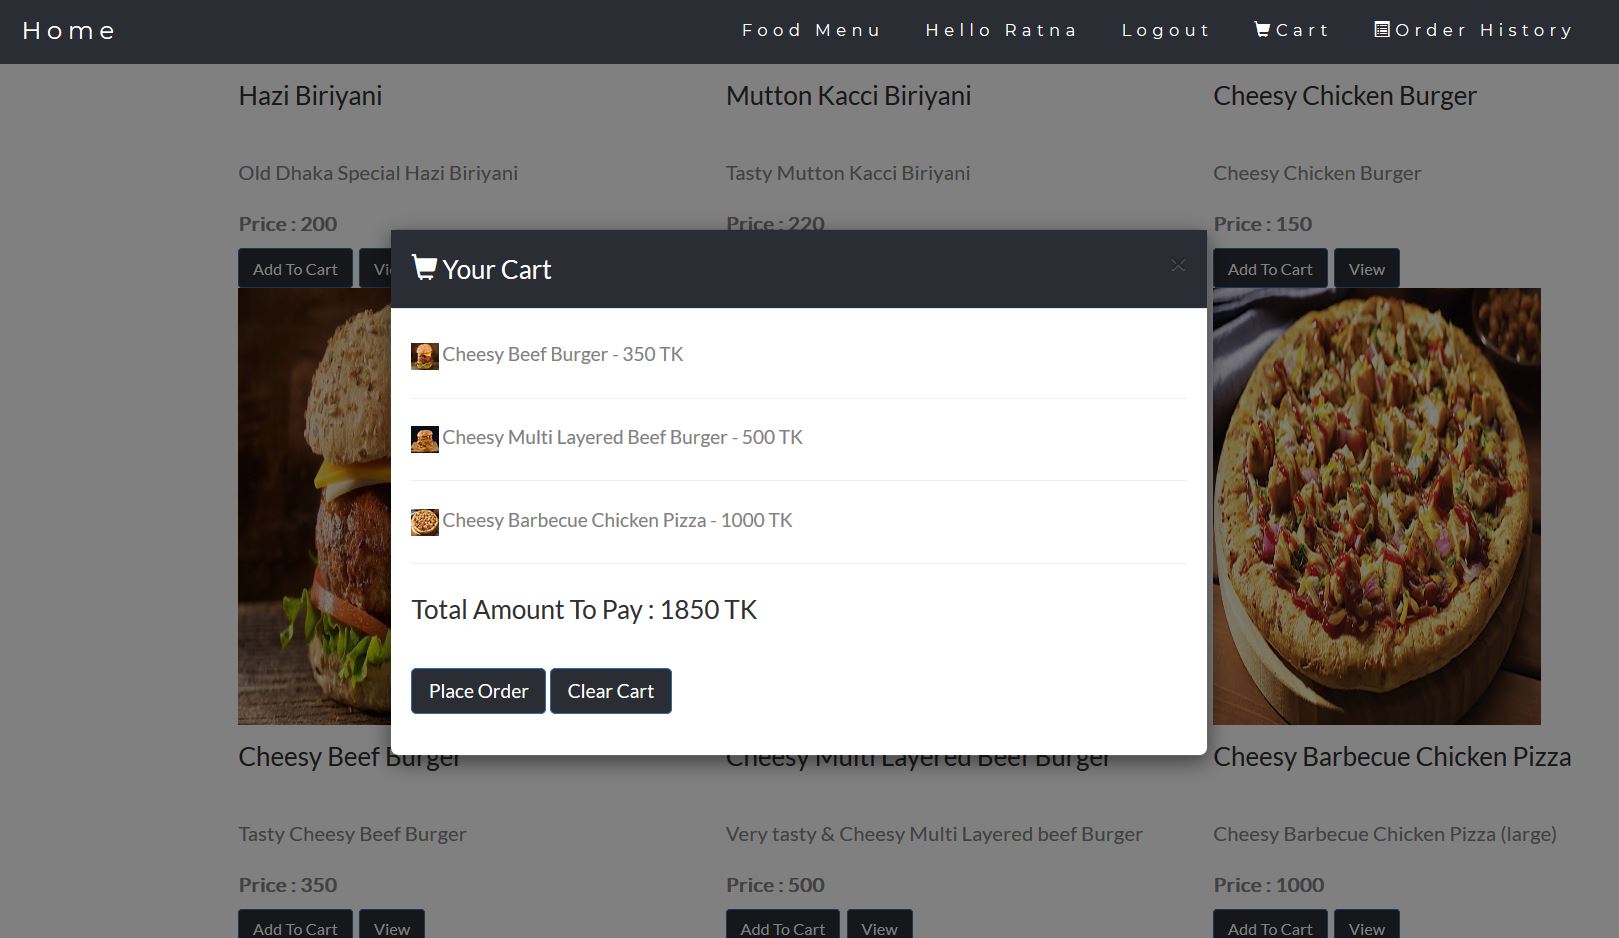 Home
Food Menu
Hello Ratna
Logout
Cart
Order History
Hazi Biriyani
Mutton Kacci Biriyani
Cheesy Chicken Burger
Old Dhaka Special Hazi Biriyani
Tasty Mutton Kacci Biriyani
Cheesy Chicken Burger
Price : 200
Price : 220
Price : 150
Add To Cart
Vi
Add To Cart
View
Your Cart
×
Cheesy Beef Burger - 350 TK
Cheesy Multi Layered Beef Burger - 500 TK
Cheesy Barbecue Chicken Pizza - 1000 TK
Total Amount To Pay : 1850 TK
Place Order
Clear Cart
Cheesy Beef Burger
Cheesy Multi Layered Beef Burger
Cheesy Barbecue Chicken Pizza
Tasty Cheesy Beef Burger
Very tasty & Cheesy Multi Layered beef Burger
Cheesy Barbecue Chicken Pizza (large)
Price : 350
Price : 500
Price : 1000
Add To Cart
View
Add To Cart
View
Add To Cart
View